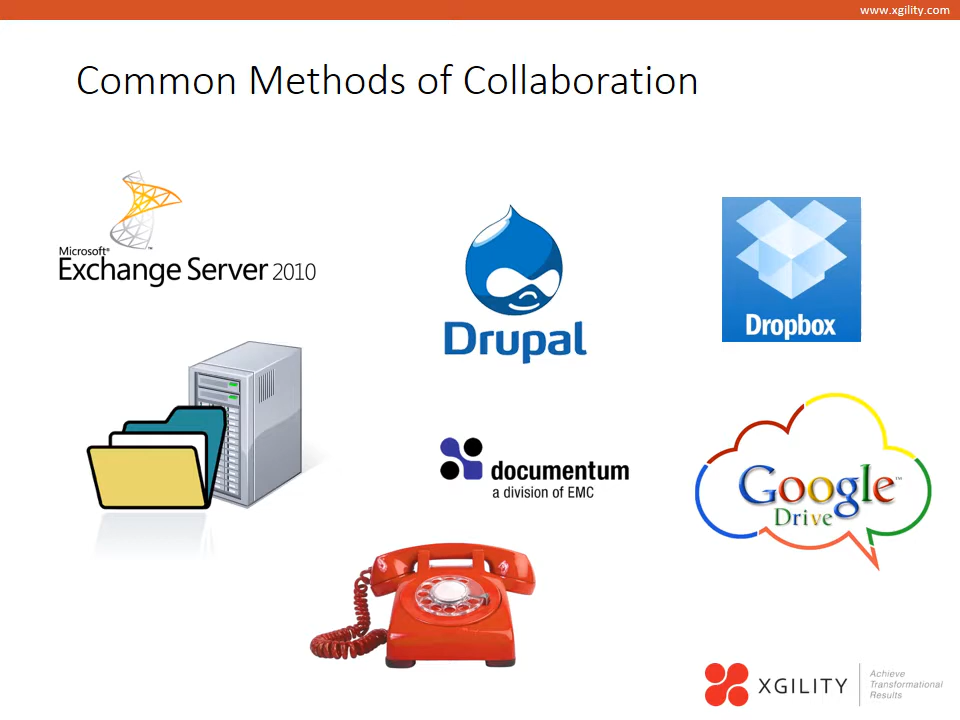 www.xgility.com
Common Methods of Collaboration
Microsoft®
Exchange Server 2010
Drupal
Dropbox
documentum
a division of EMC
Google™
Drive
XGILITY
Achieve
Transformational
Results